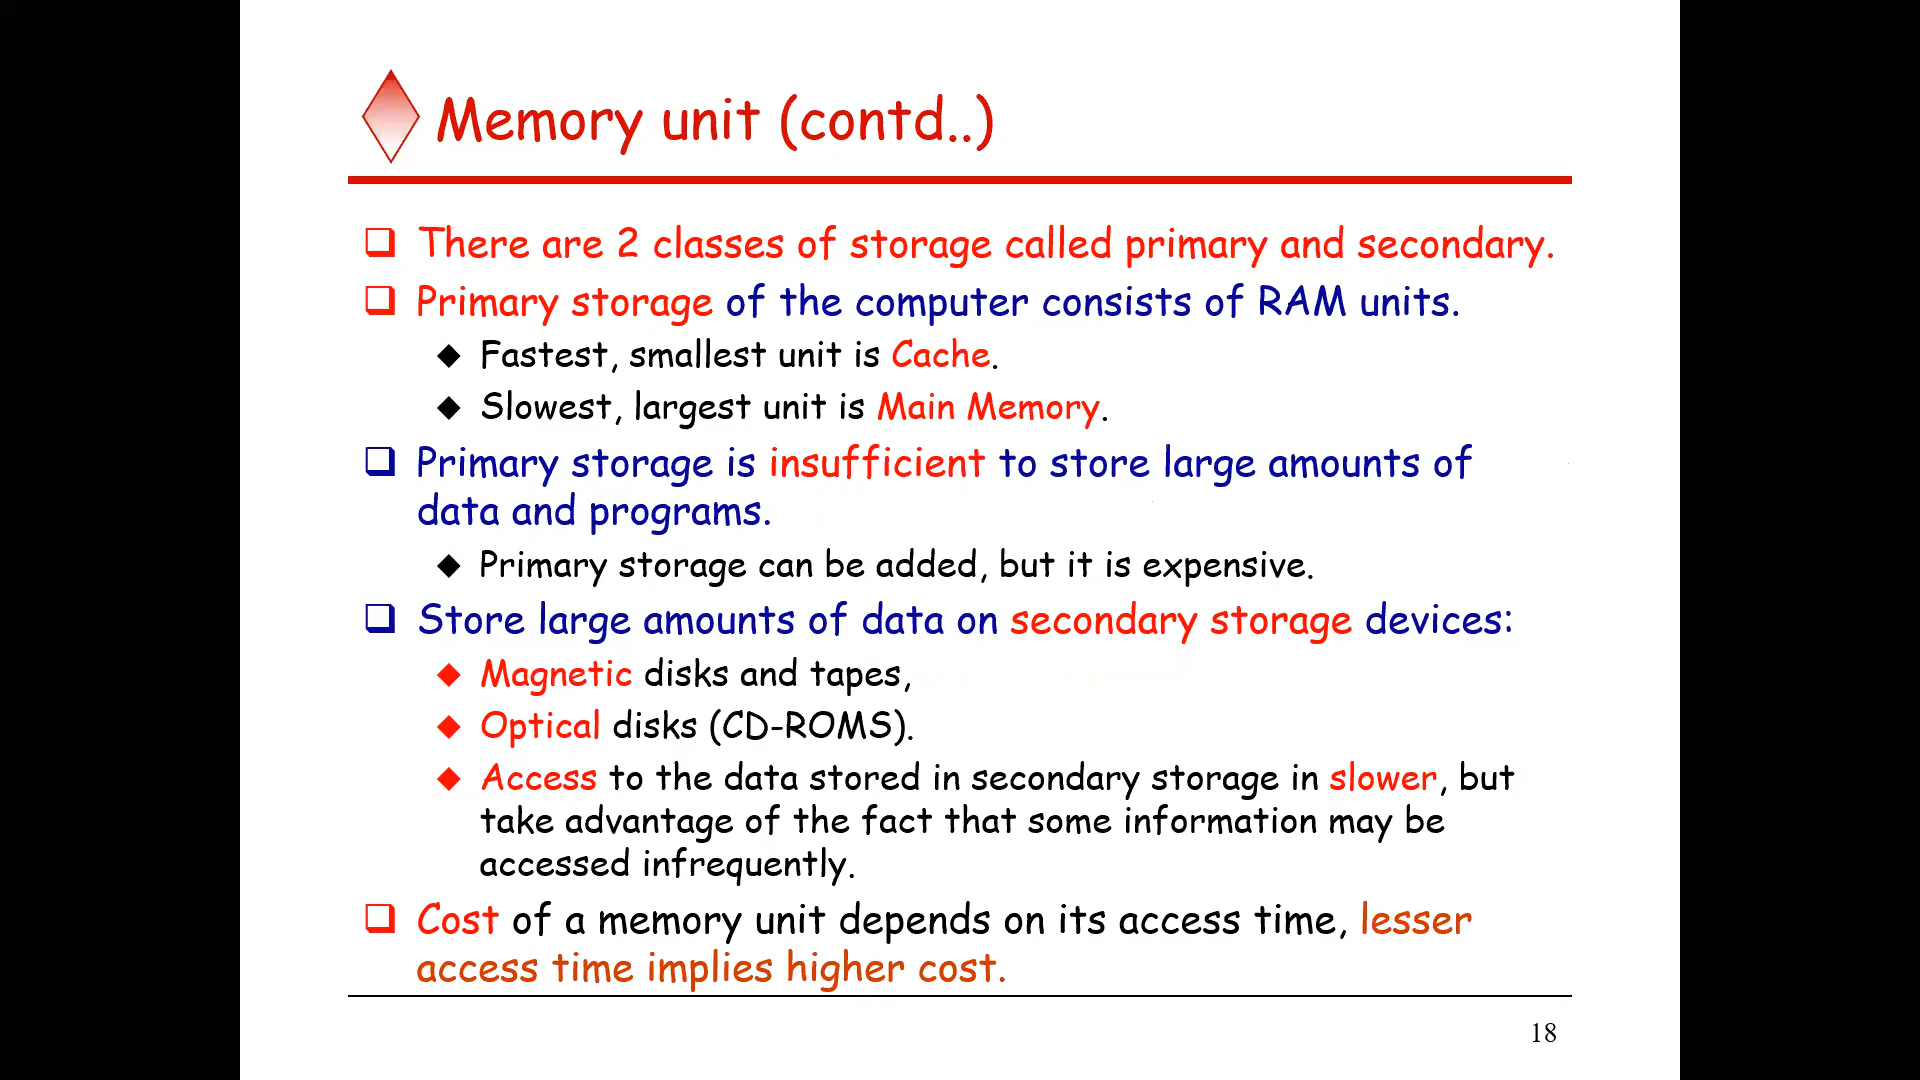 Memory unit (contd..)
There are 2 classes of storage called primary and secondary.
Primary storage of the computer consists of RAM units.
Fastest, smallest unit is Cache.
Slowest, largest unit is Main Memory.
Primary storage is insufficient to store large amounts of
data and programs.
Primary storage can be added, but it is expensive.
Store large amounts of data on secondary storage devices:
Magnetic disks and tapes,
Optical disks (CD-ROMS).
Access to the data stored in secondary storage in slower, but
take advantage of the fact that some information may be
accessed infrequently.
Cost of a memory unit depends on its access time, lesser
access time implies higher cost.
18